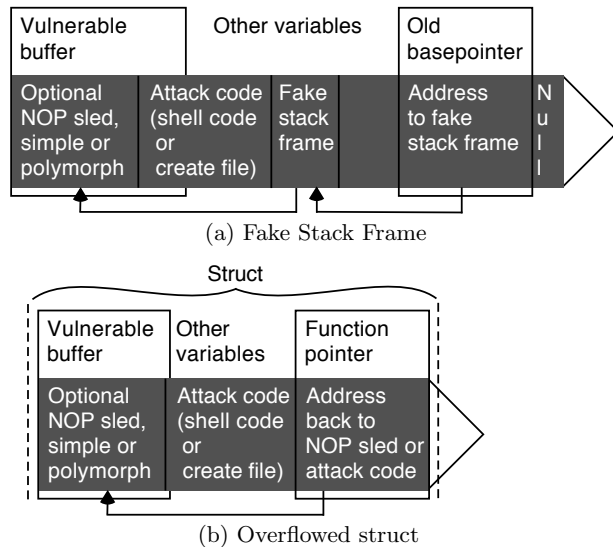 Vulnerable
buffer
Other variables
Old
basepointer
Optional
NOP sled,
simple or
polymorph
Attack code
(shell code
or
create file)
Fake
stack
frame
Address
to fake
stack frame
N
u
l
l
(a) Fake Stack Frame
Struct
Vulnerable
buffer
Other
variables
Function
pointer
Optional
NOP sled,
simple or
polymorph
Attack code
(shell code
or
create file)
Address
back to
NOP sled or
attack code
(b) Overflowed struct